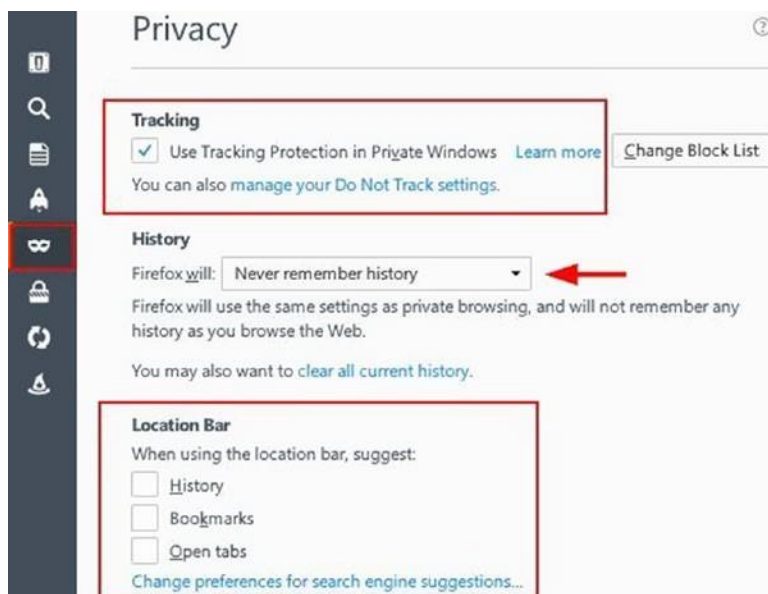 Privacy
Tracking
Use Tracking Protection in Private Windows Learn more Change Block List
You can also manage your Do Not Track settings.
History
Firefox will: Never remember history
Firefox will use the same settings as private browsing, and will not remember any
history as you browse the Web.
You may also want to clear all current history.
Location Bar
When using the location bar, suggest:
History
Bookmarks
Open tabs
Change preferences for search engine suggestions...